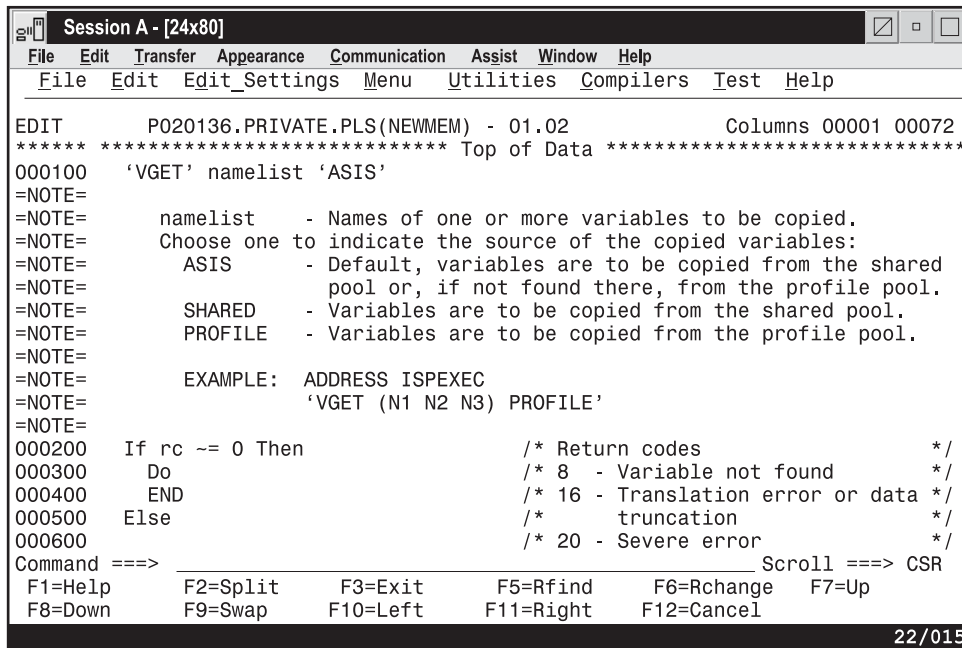 Session A - [24x80]
File Edit Transfer Appearance Communication Assist Window Help
File Edit Edit_Settings Menu Utilities Compilers Test Help
EDIT P020136.PRIVATE.PLS(NEWMEM) - 01.02 Columns 00001 00072
****** ***************************** Top of Data ******************************
000100 ‘VGET’ namelist ‘ASIS’
=NOTE=
=NOTE= namelist - Names of one or more variables to be copied.
=NOTE= Choose one to indicate the source of the copied variables:
=NOTE= ASIS - Default, variables are to be copied from the shared
=NOTE= pool or, if not found there, from the profile pool.
=NOTE= SHARED - Variables are to be copied from the shared pool.
=NOTE= PROFILE - Variables are to be copied from the profile pool.
=NOTE=
=NOTE= EXAMPLE: ADDRESS ISPEXEC
=NOTE= ‘VGET (N1 N2 N3) PROFILE’
=NOTE=
000200 If rc ~= 0 Then /* Return codes */
000300 Do /* 8 - Variable not found */
000400 END /* 16 - Translation error or data */
000500 Else /* truncation */
000600 /* 20 - Severe error */
Command ===> Scroll ===> CSR
F1=Help F2=Split F3=Exit F5=Rfind F6=Rchange F7=Up
F8=Down F9=Swap F10=Left F11=Right F12=Cancel
22/015